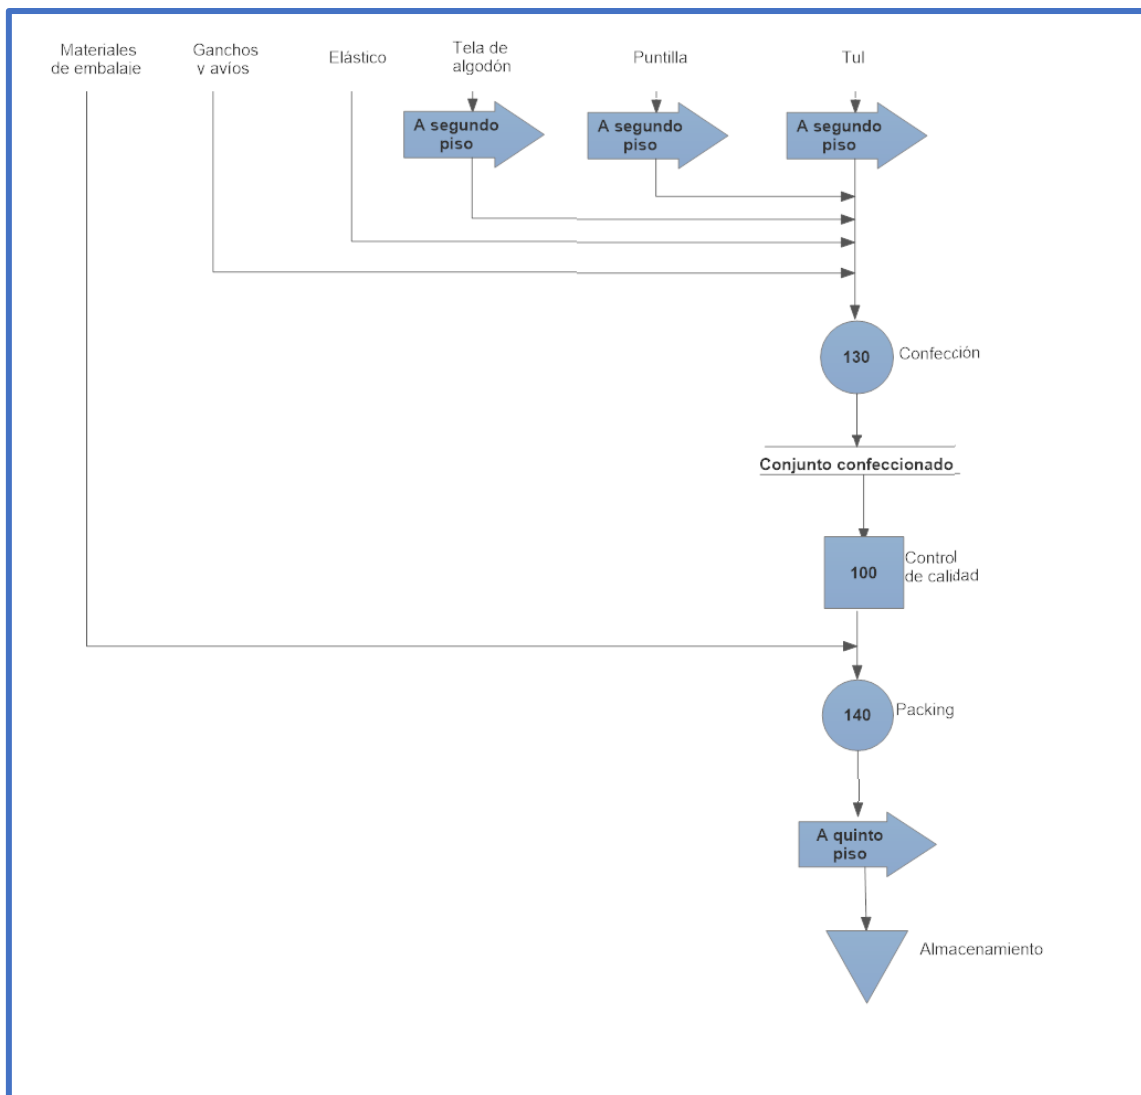 Materiales
de embalaje
Ganchos
y avíos
Elástico
Tela de
algodón
Puntilla
Tul
A segundo
piso
A segundo
piso
A segundo
piso
130
Confección
Conjunto confeccionado
100
Control
de calidad
140
Packing
A quinto
piso
Almacenamiento